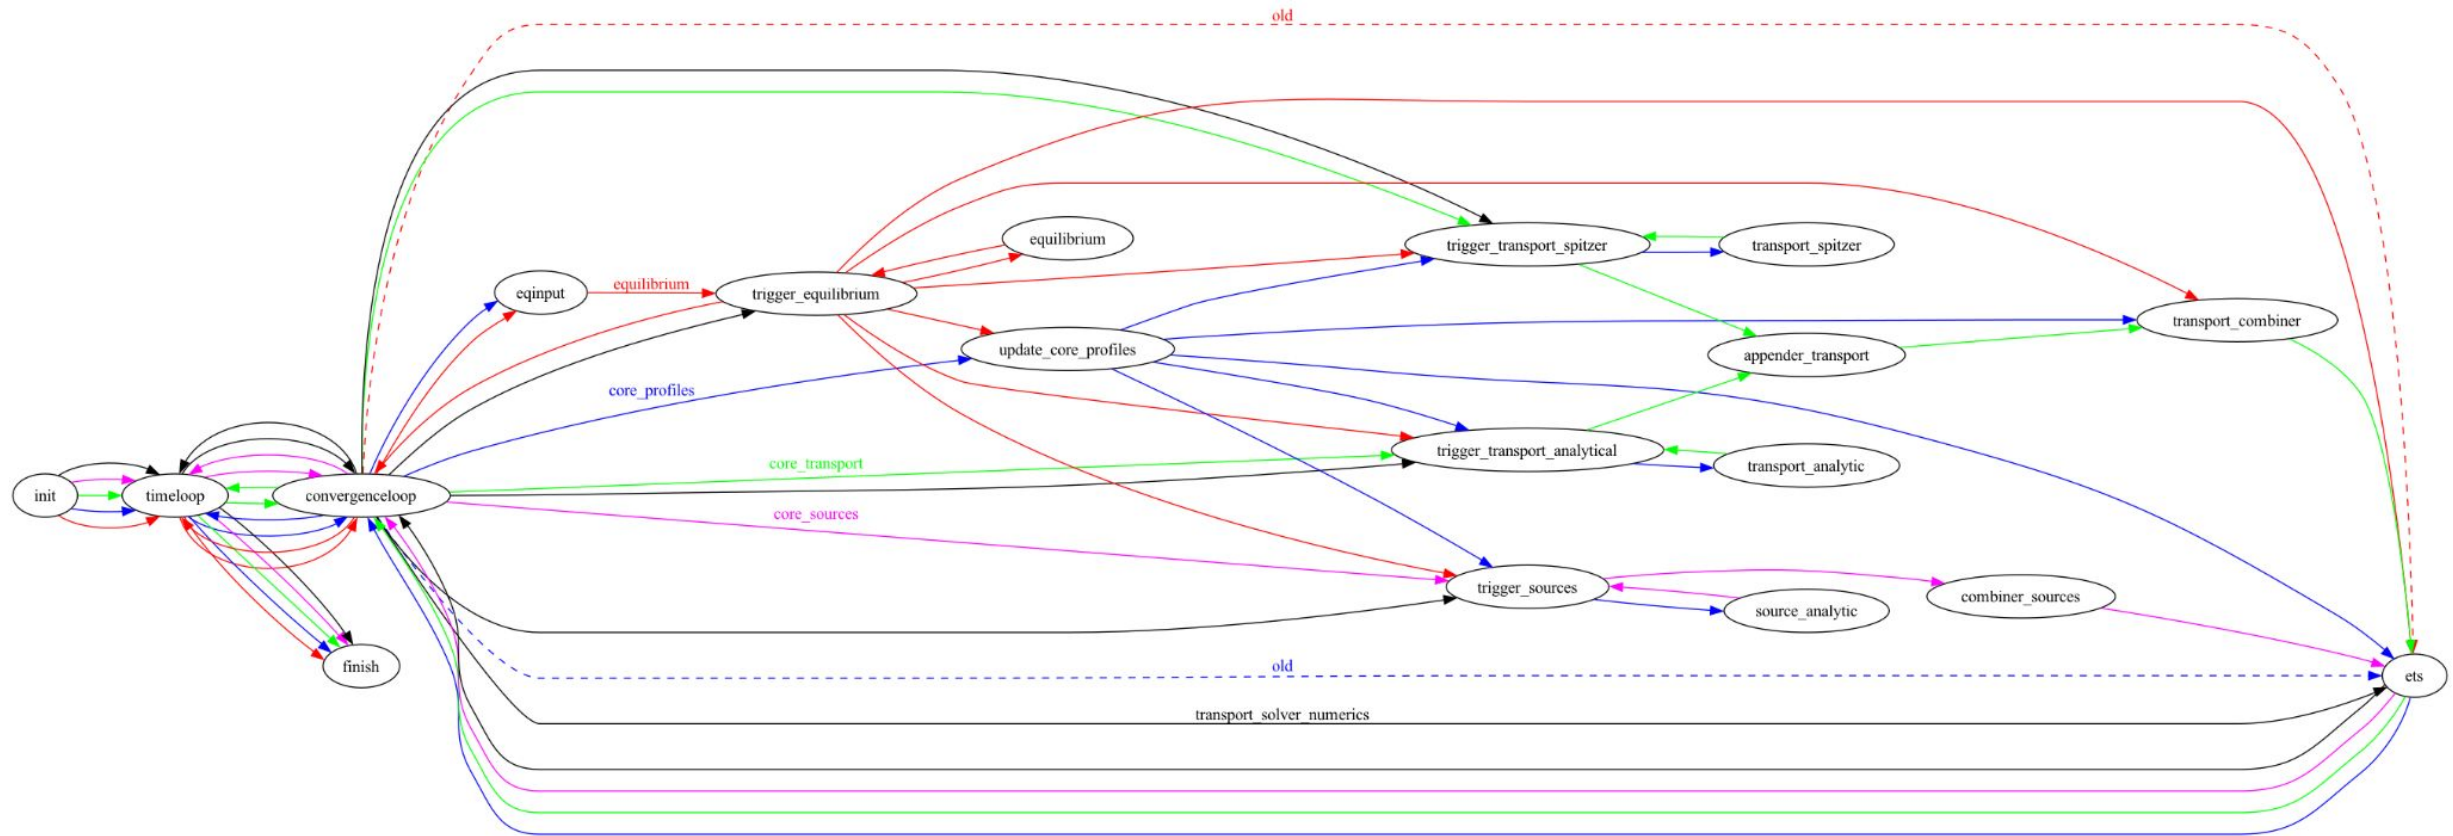 old
equilibrium
trigger_transport_spitzer
transport_spitzer
eqinput
equilibrium
trigger_equilibrium
transport_combiner
update_core_profiles
appender_transport
core_profiles
trigger_transport_analytical
core_transport
transport_analytic
init
timeloop
convergenceloop
core_sources
trigger_sources
combiner_sources
source_analytic
finish
old
ets
transport_solver_numerics